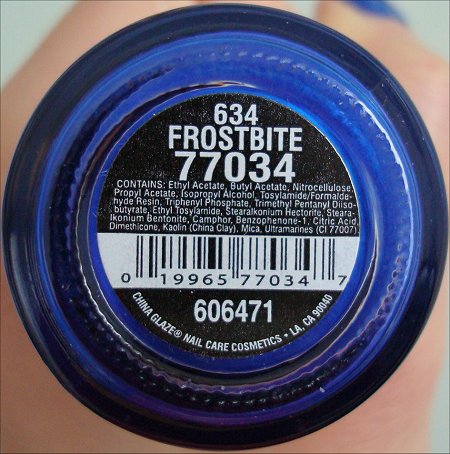 634
FROSTBITE
77034
CONTAINS: Ethyl Acetate, Butyl Acetate, Nitrocellulose,
Propyl Acetate, Isopropyl Alcohol, Tosylamide/Formalde-
hyde Resin, Triphenyl Phosphate, Trimethyl Pentanyl Diiso-
butyrate, Ethyl Tosylamide, Stearalkonium Hectorite, Steara-
lkonium Bentonite, Camphor, Benzophenone-1, Citric Acid,
Dimethicone, Kaolin (China Clay), Mica, Ultramarines (CI 77007).
0 19965 77034 7
606471
CHINA GLAZE® NAIL CARE COSMETICS • LA, CA 90040